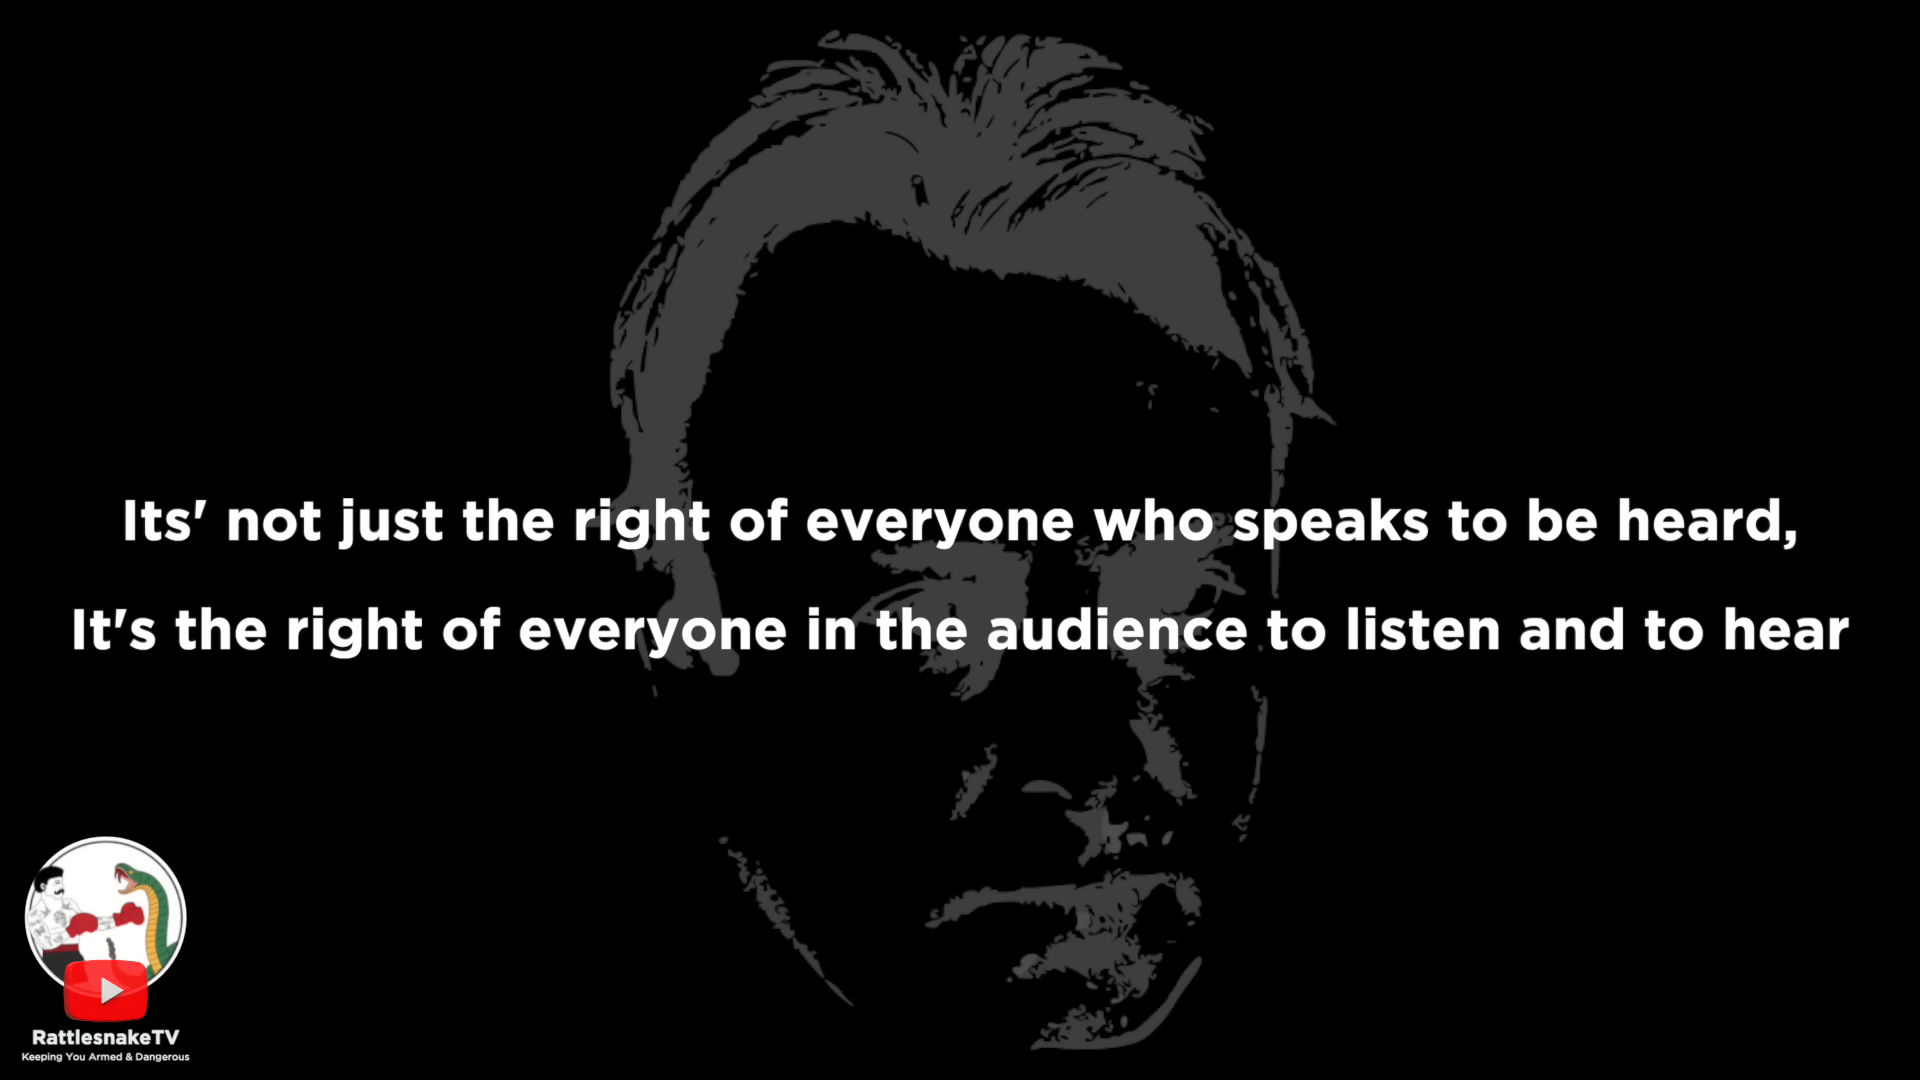 Its' not just the right of everyone who speaks to be heard,
It's the right of everyone in the audience to listen and to hear
RattlesnakeTV
Keeping You Armed & Dangerous